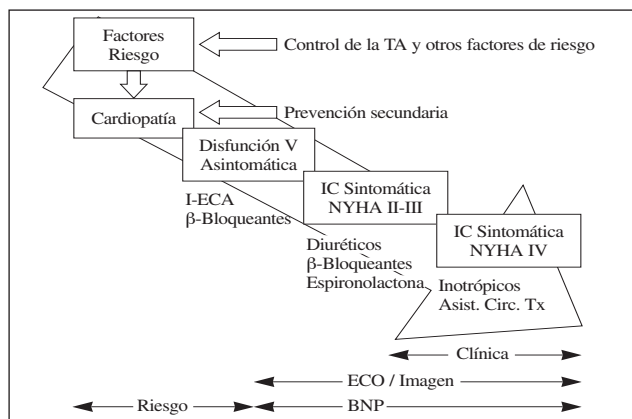 Factores
Riesgo
Control de la TA y otros factores de riesgo
Cardiopatía
Prevención secundaria
Disfunción V
Asintomática
I-ECA
β-Bloqueantes
IC Sintomática
NYHA II-III
Diuréticos
β-Bloqueantes
Espironolactona
IC Sintomática
NYHA IV
Inotrópicos
Asist. Circ. Tx
Clínica
ECO / Imagen
Riesgo
BNP